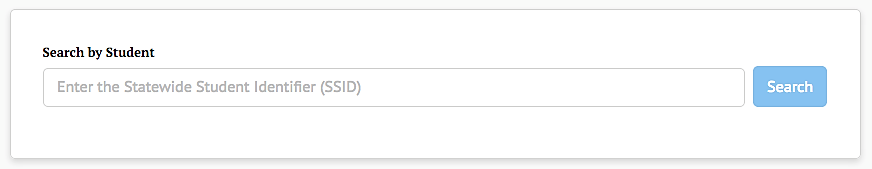 Search by Student
Enter the Statewide Student Identifier (SSID)
Search